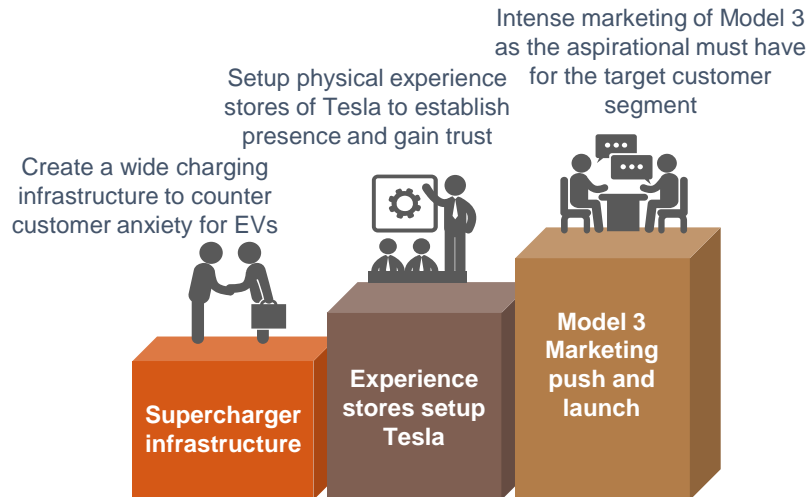 Intense marketing of Model 3
as the aspirational must have
for the target customer
segment
Setup physical experience
stores of Tesla to establish
presence and gain trust
Create a wide charging
infrastructure to counter
customer anxiety for EVs
Supercharger
infrastructure
Experience
stores setup
Tesla
Model 3
Marketing
push and
launch